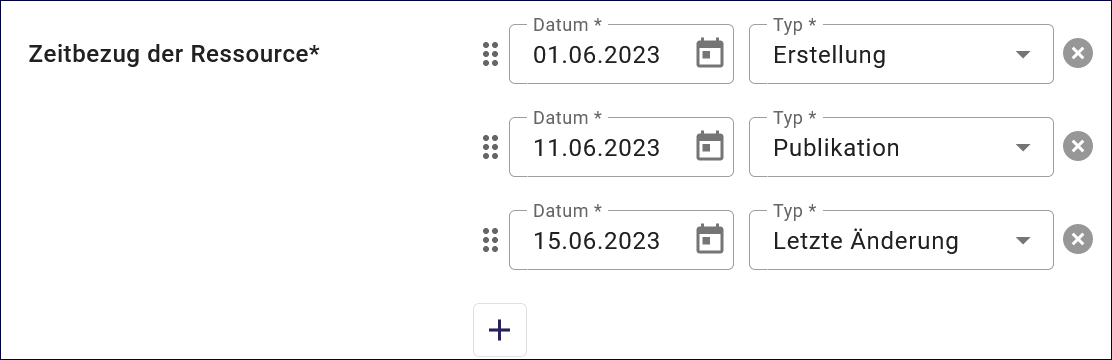 Datum * Typ *
Zeitbezug der Ressource* 01.06.2023 Erstellung
Datum * Typ *
11.06.2023 Publikation
Datum * Typ *
15.06.2023 Letzte Änderung